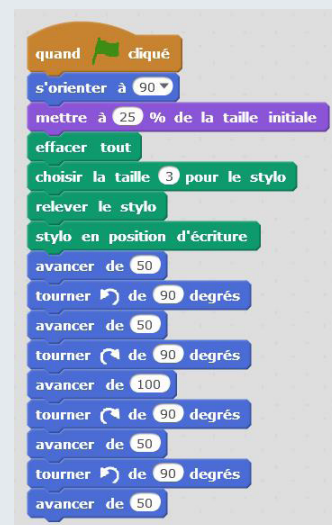 quand cliqué
s'orienter à 90
mettre à 25 % de la taille initiale
effacer tout
choisir la taille 3 pour le stylo
relever le stylo
stylo en position d'écriture
avancer de 50
tourner de 90 degrés
avancer de 50
tourner de 90 degrés
avancer de 100
tourner de 90 degrés
avancer de 50
tourner de 90 degrés
avancer de 50